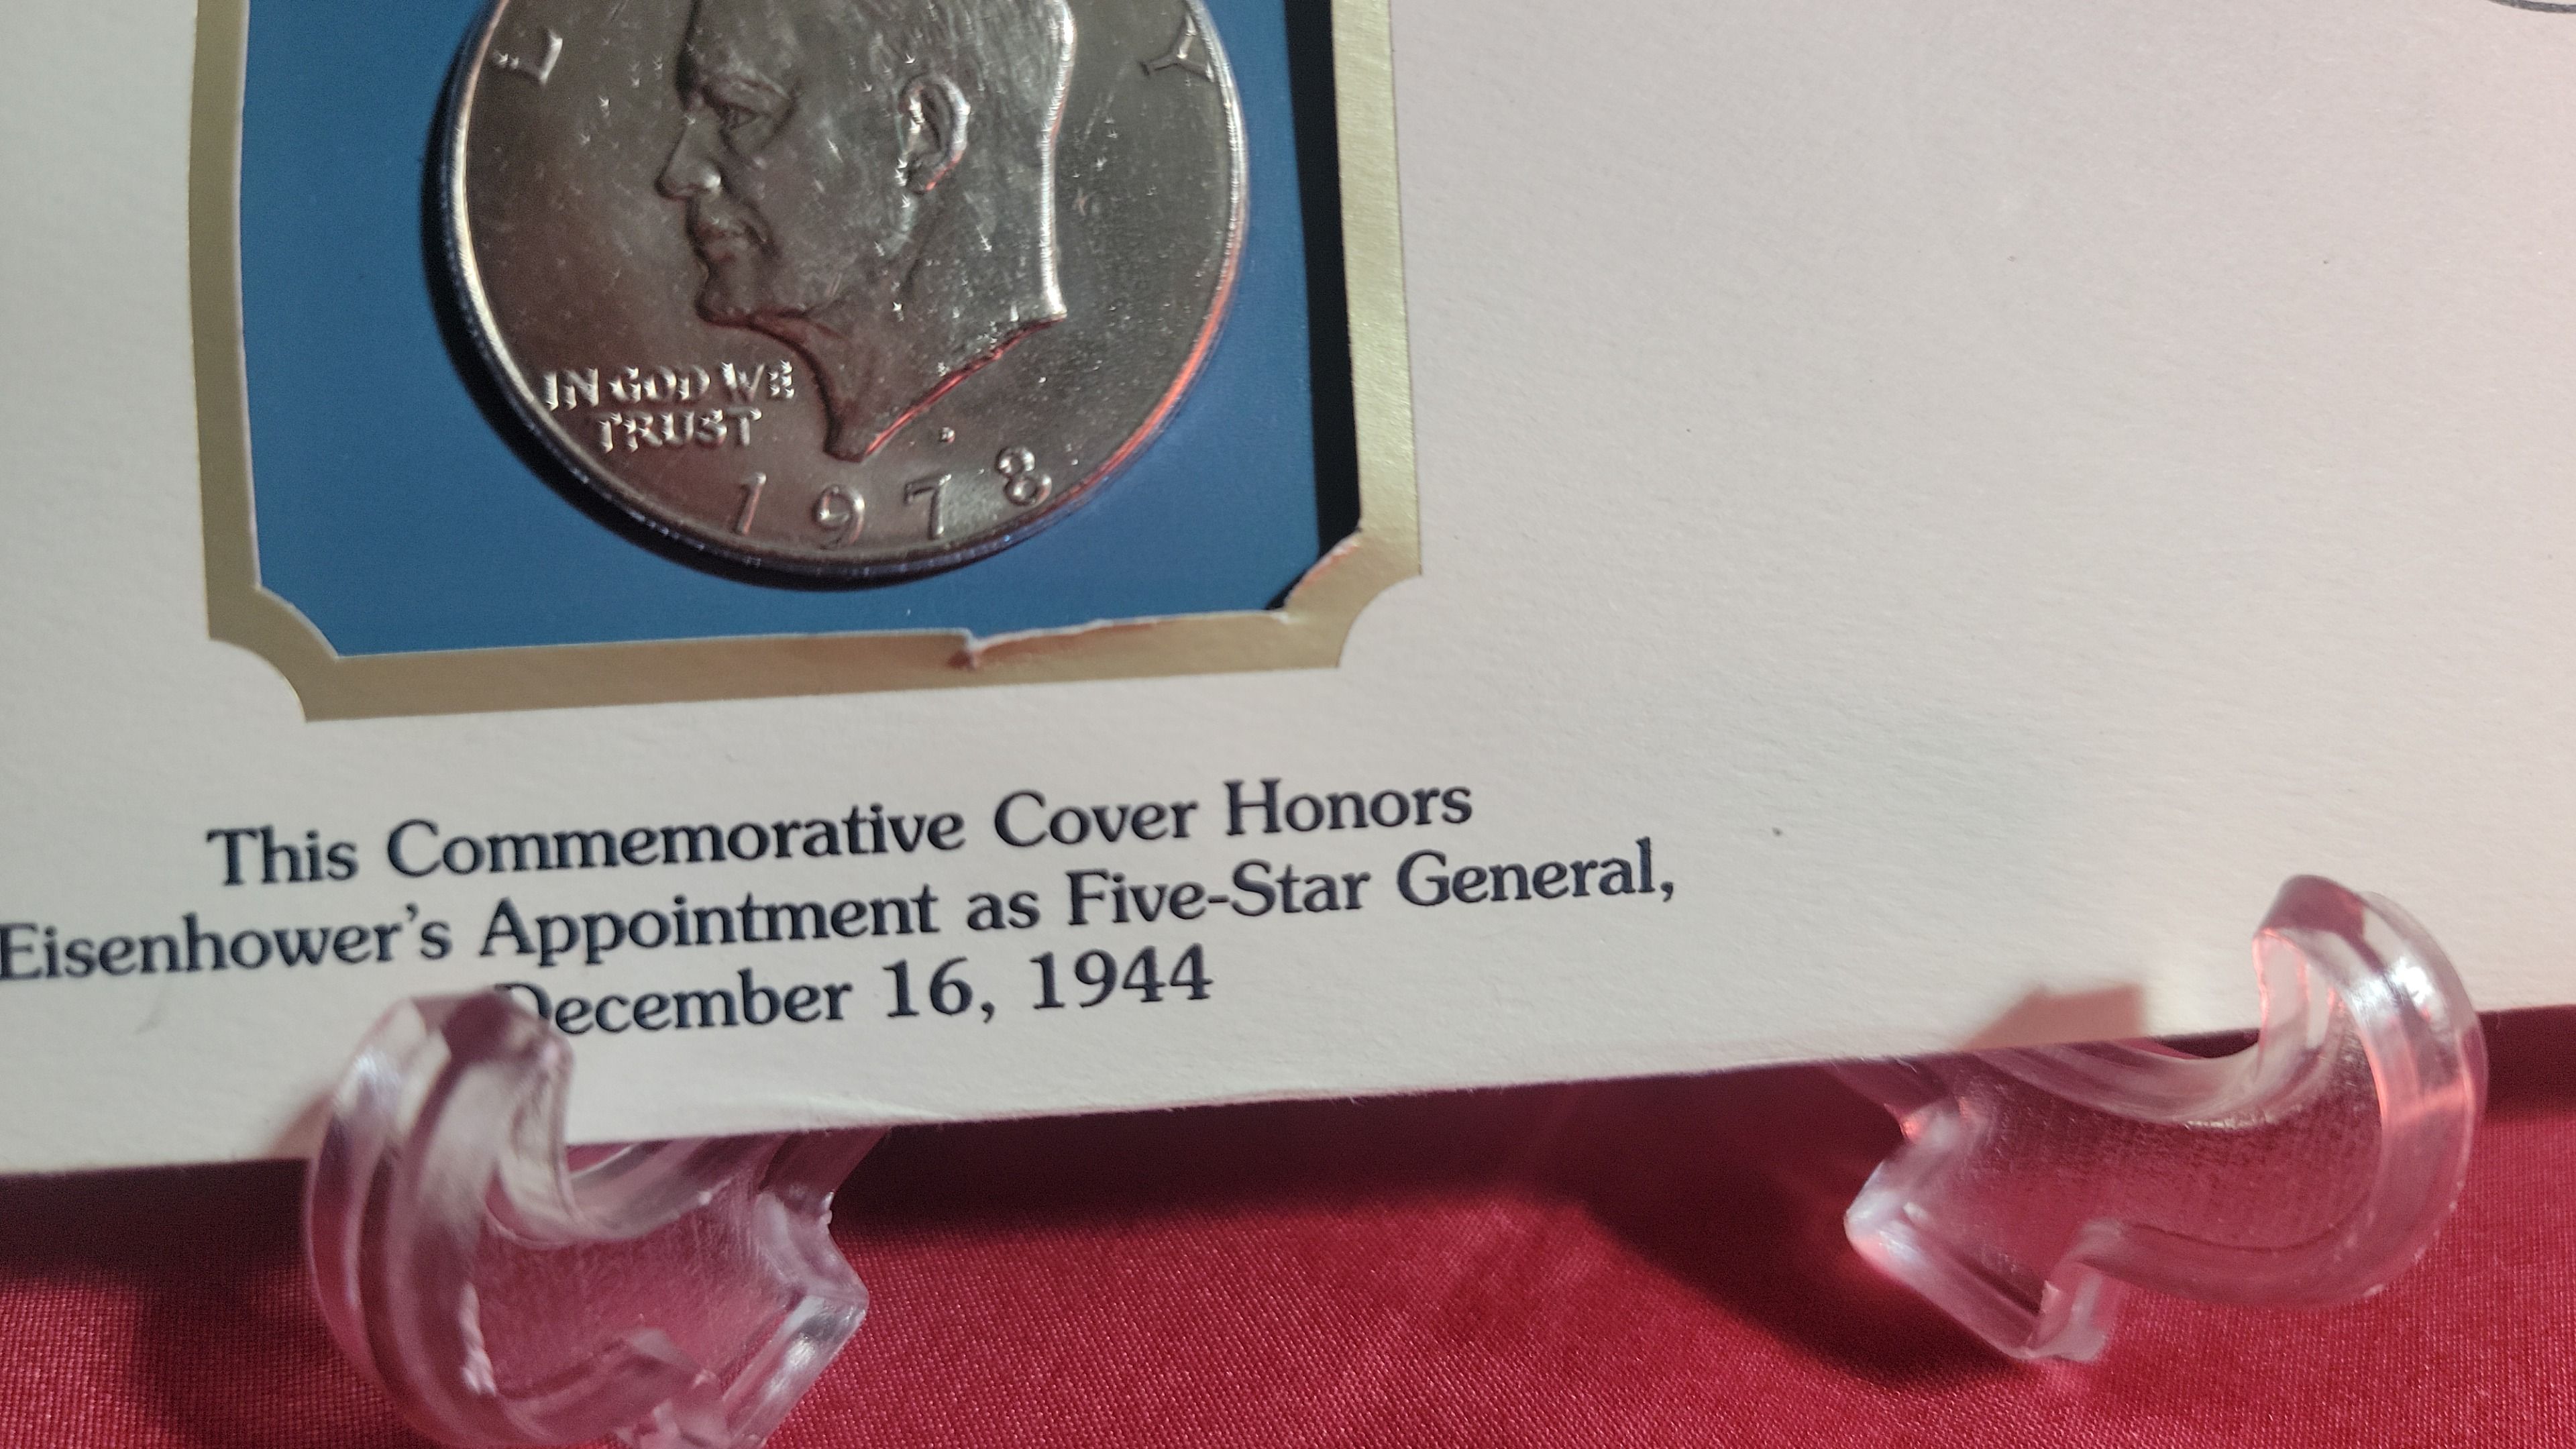 L Y
IN GOD WE
TRUST
1978
This Commemorative Cover Honors
Eisenhower's Appointment as Five-Star General,
December 16, 1944